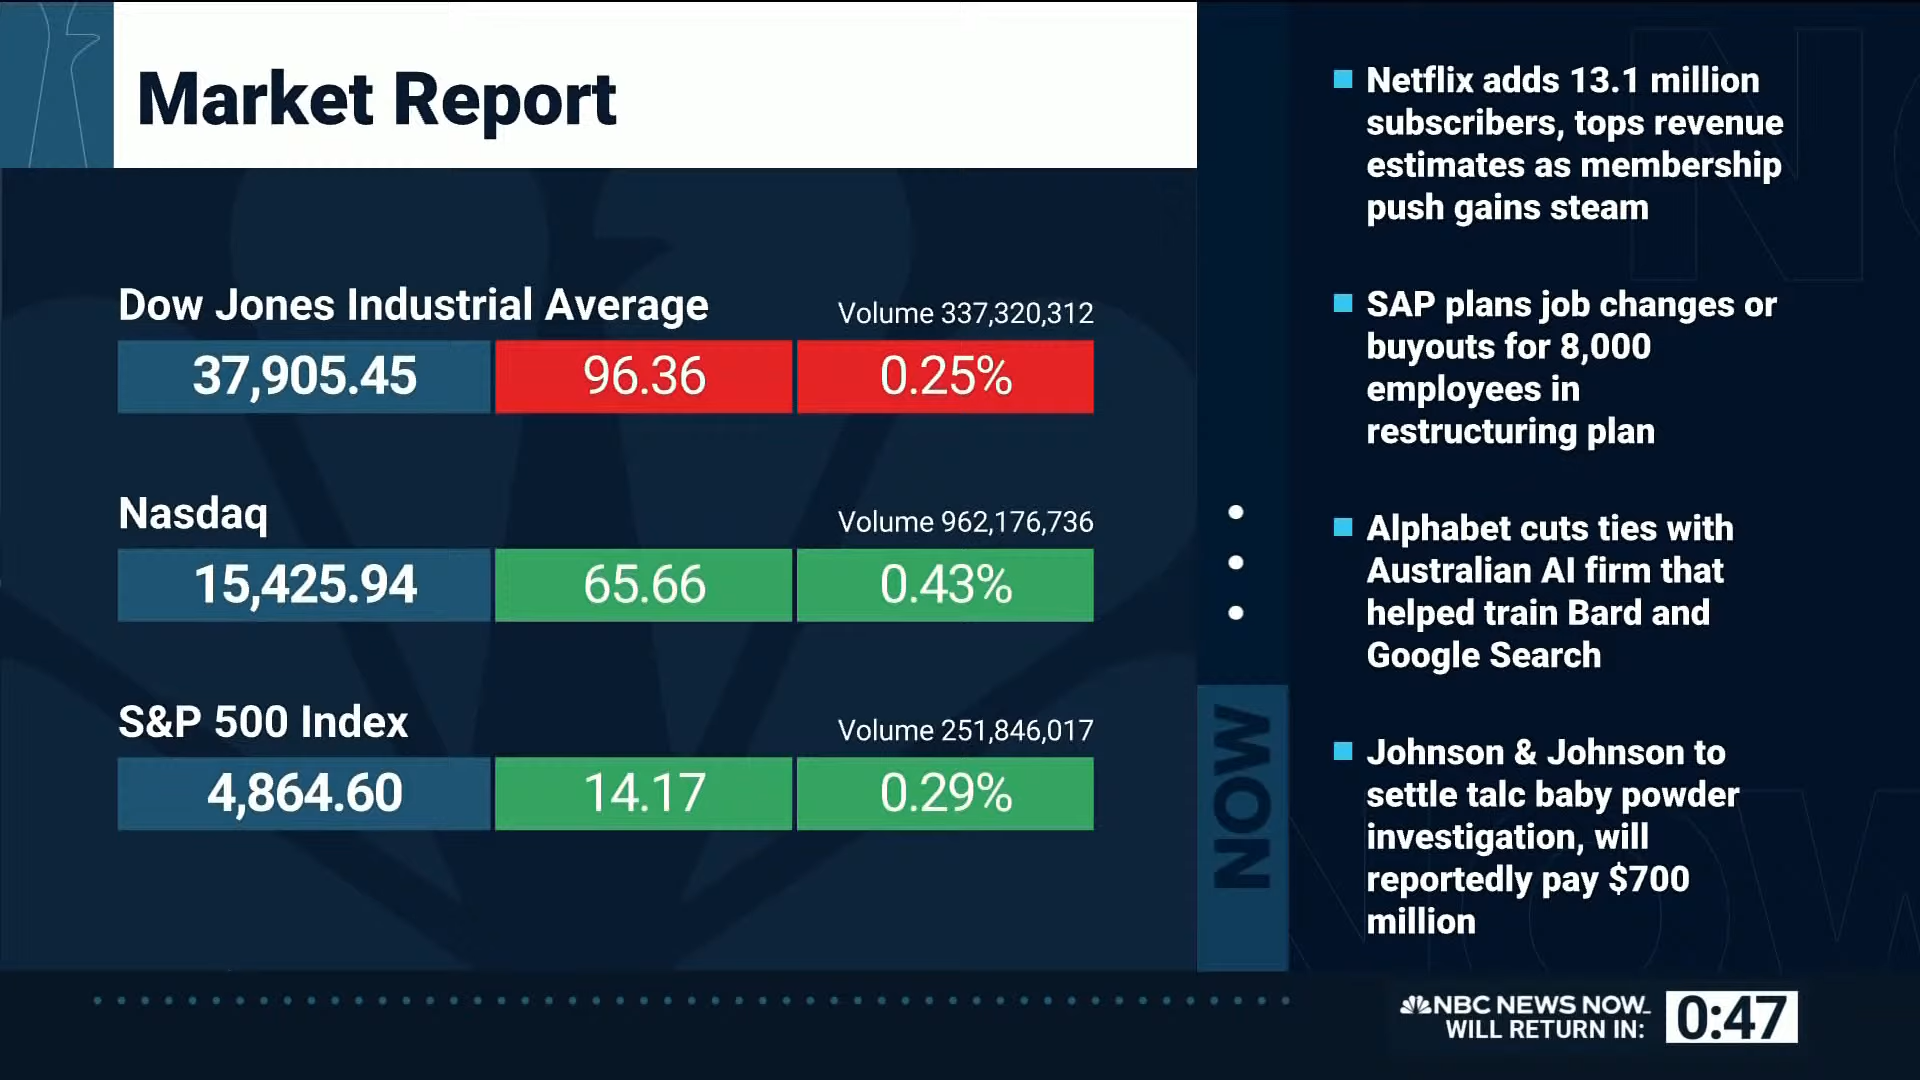 Market Report
Dow Jones Industrial Average
Volume 337,320,312
37,905.45
96.36
0.25%
Nasdaq
Volume 962,176,736
15,425.94
65.66
0.43%
S&P 500 Index
Volume 251,846,017
4,864.60
14.17
0.29%
NOW
Netflix adds 13.1 million
subscribers, tops revenue
estimates as membership
push gains steam
SAP plans job changes or
buyouts for 8,000
employees in
restructuring plan
Alphabet cuts ties with
Australian AI firm that
helped train Bard and
Google Search
Johnson & Johnson to
settle talc baby powder
investigation, will
reportedly pay $700
million
NBC NEWS NOW
WILL RETURN IN:
0:47